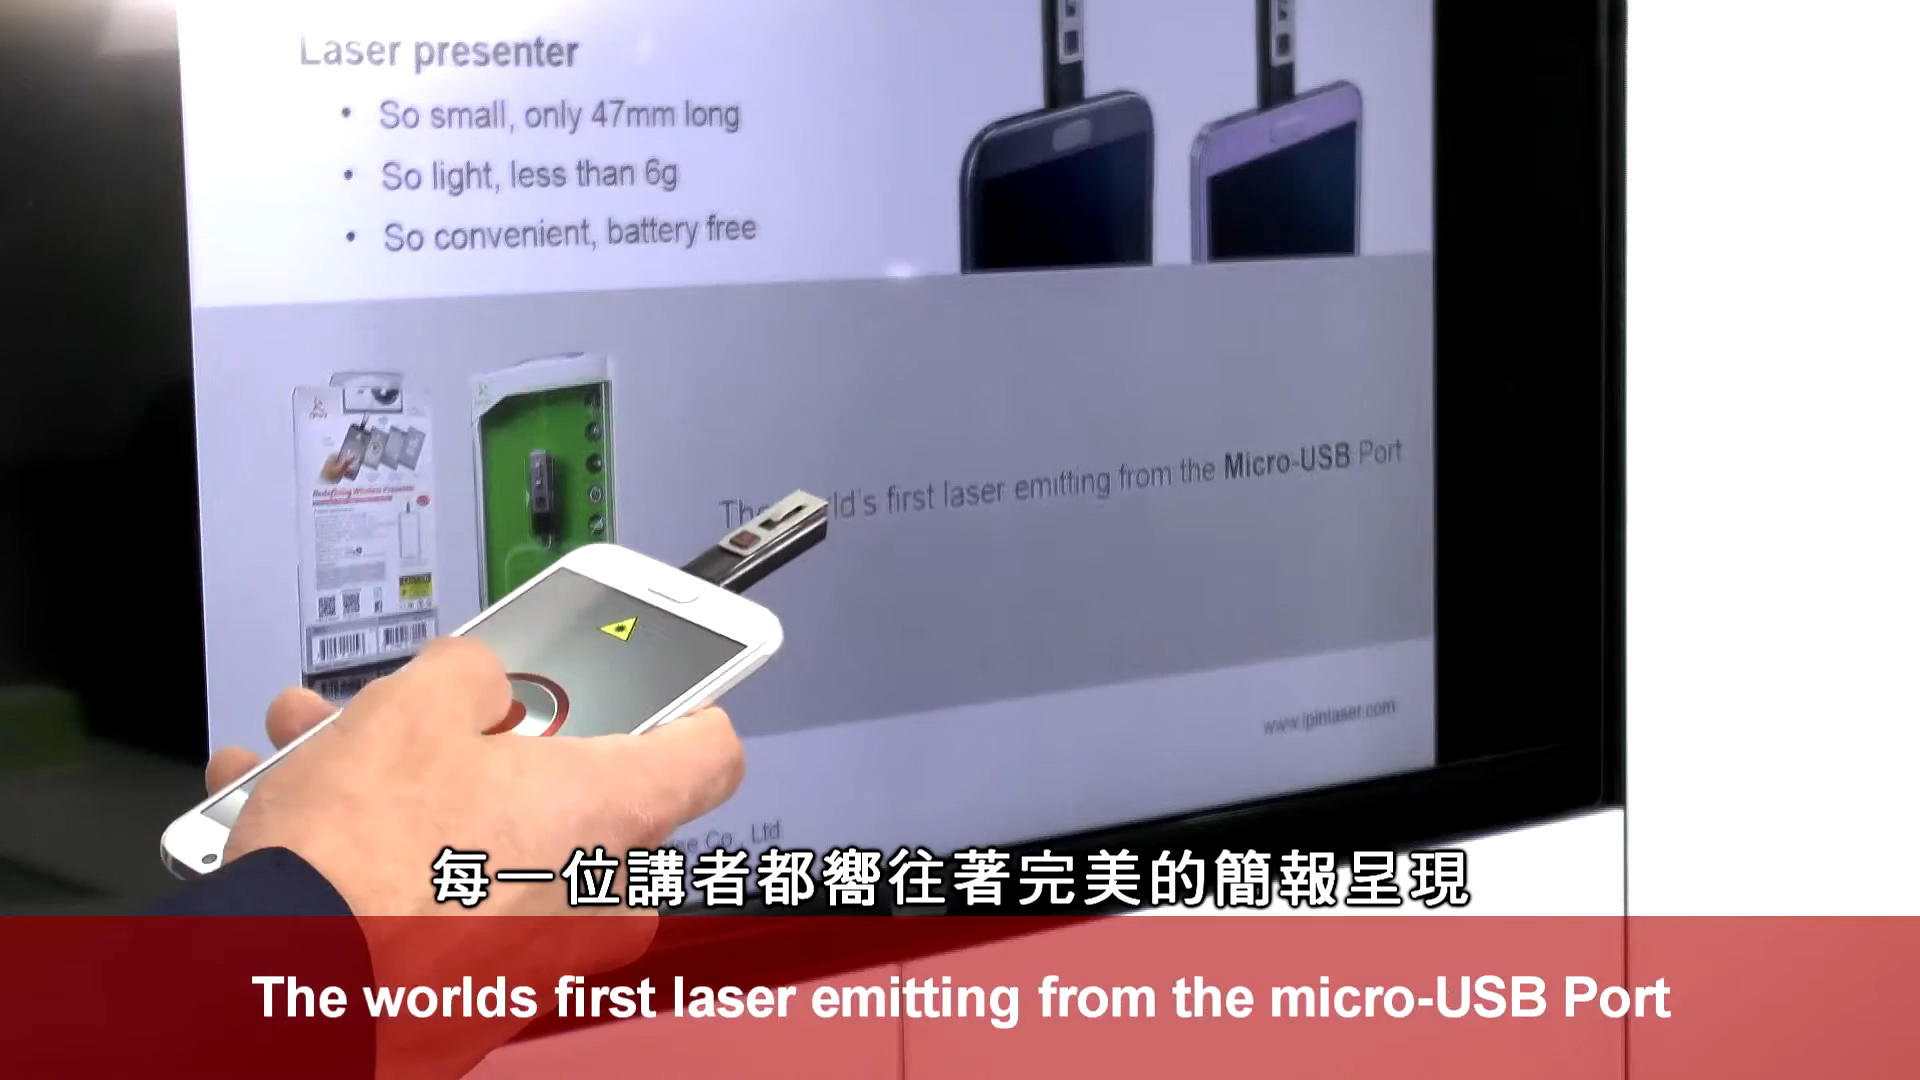 Laser presenter
• So small, only 47mm long
• So light, less than 6g
• So convenient, battery free
Redefining Wireless Presenter
The world's first laser emitting from the Micro-USB Port
www.ipinlaser.com
Co., Ltd
每一位講者都嚮往著完美的簡報呈現
The worlds first laser emitting from the micro-USB Port